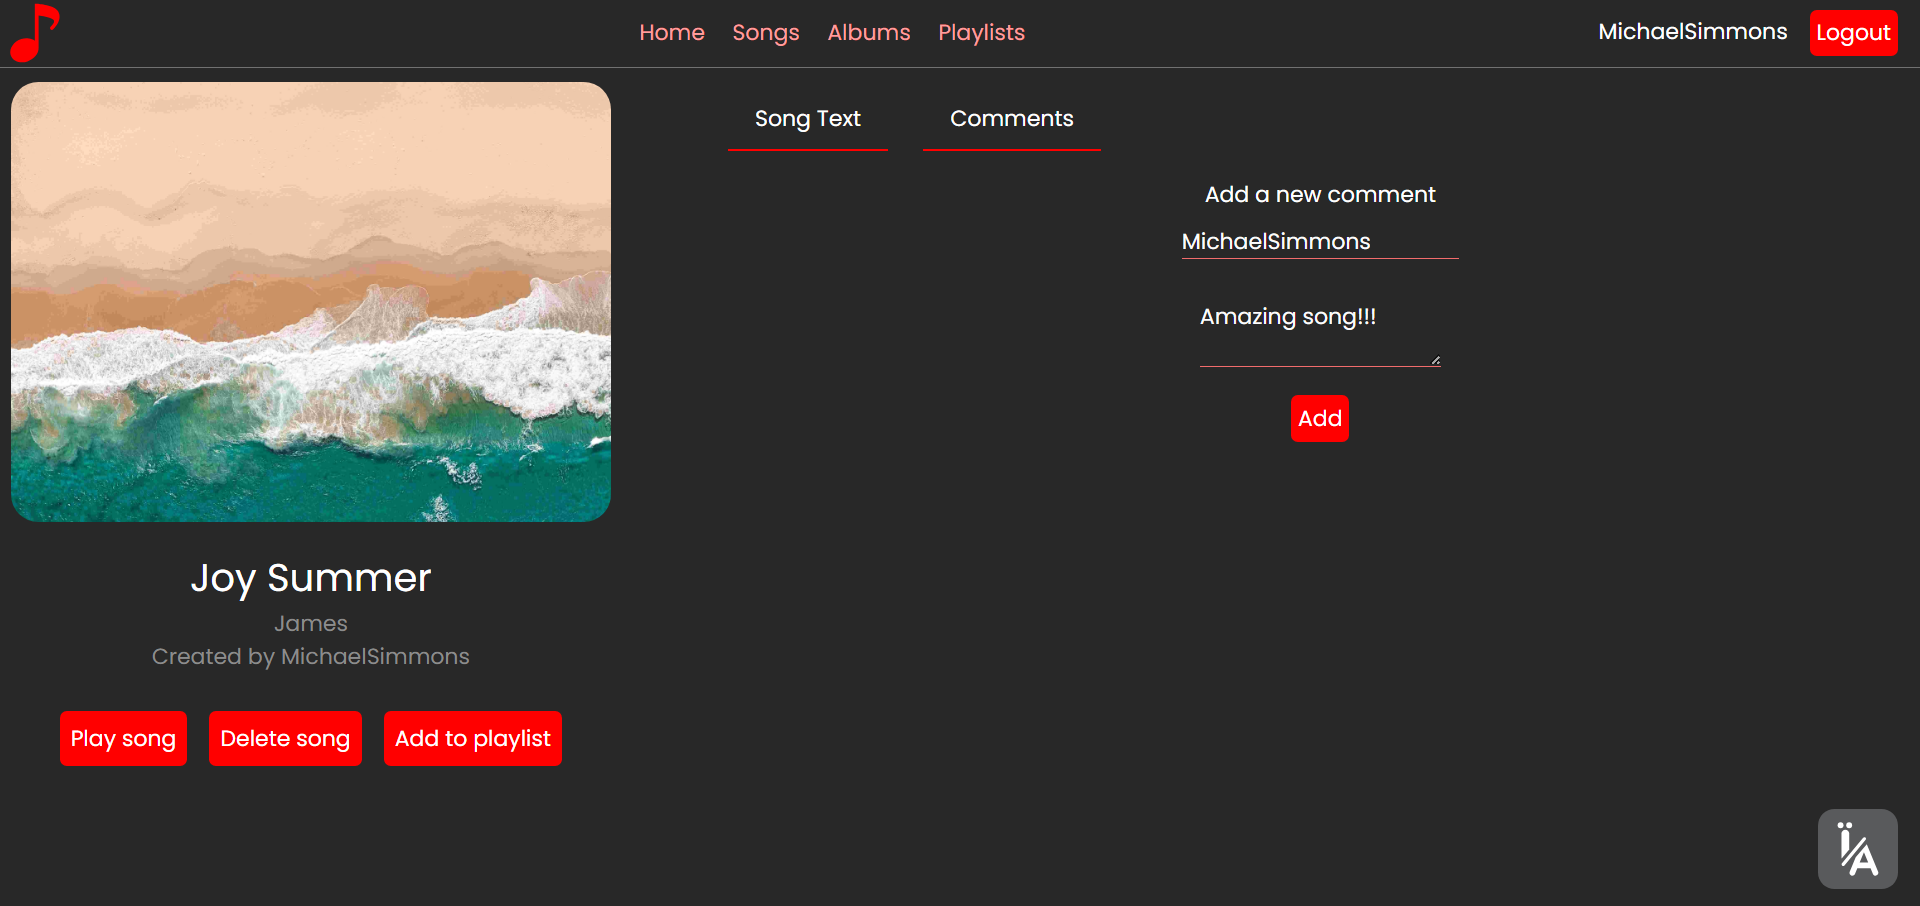 Home Songs Albums Playlists
MichaelSimmons Logout
Song Text Comments
Add a new comment
MichaelSimmons
Amazing song!!!
Add
Joy Summer
James
Created by MichaelSimmons
Play song Delete song Add to playlist
ÏA